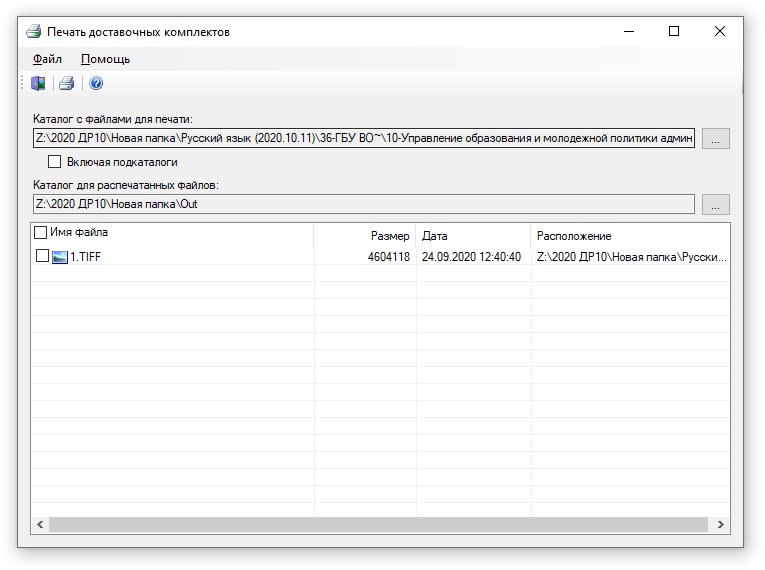 Печать доставочных комплектов
Файл Помощь
Каталог с файлами для печати:
Z:\2020 ДР10\Новая папка\Русский язык (2020.10.11)\36-ГБУ ВО~\10-Управление образования и молодежной политики админ
...
Включая подкаталоги
Каталог для распечатанных файлов:
Z:\2020 ДР10\Новая папка\Out
...
Имя файла Размер Дата Расположение
1.TIFF 4604118 24.09.2020 12:40:40 Z:\2020 ДР10\Новая папка\Русски...